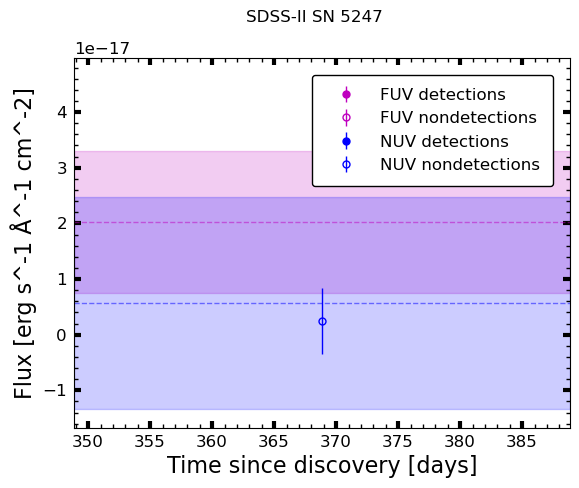 SDSS-II SN 5247
1e−17
FUV detections
FUV nondetections
NUV detections
NUV nondetections
4
3
2
1
0
−1
Flux [erg s^-1 Å^-1 cm^-2]
350 355 360 365 370 375 380 385
Time since discovery [days]